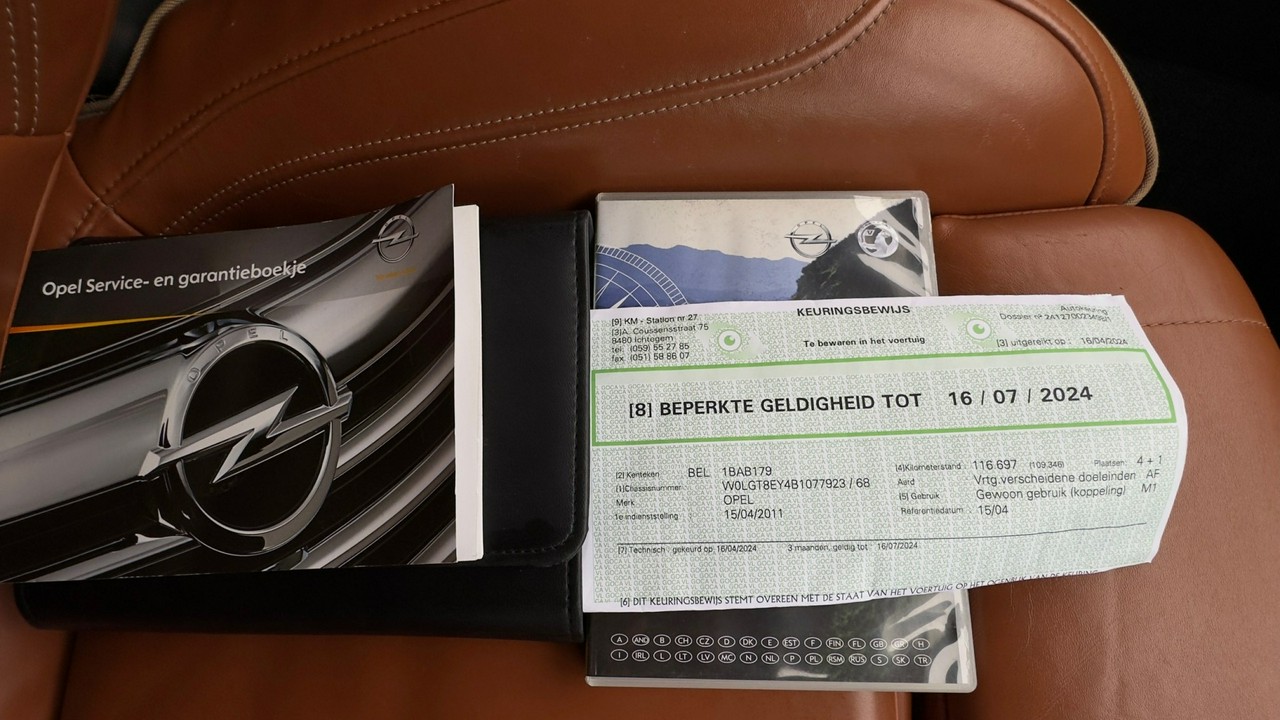 Opel Service- en garantieboekje
OPEL
[9] KM - Station nr 27
[3]A. Coussensstraat 75
8480 Ichtegem
tel. (059) 55 27 85
fax (051) 58 86 07
KEURINGSBEWIJS
Te bewaren in het voertuig
Autokeuring
Dossier nr
[3] uitgereikt op : 16/04/2024
[8] BEPERKTE GELDIGHEID TOT 16 / 07 / 2024
[2] Kenteken BEL 1BAB179
[1]Chassisnummer W0LGT8EY4B1077923 / 68
Merk OPEL
1e indienststelling 15/04/2011
[4]Kilometerstand : 116.697 (109.346) Plaatsen: 4 + 1
Aard Vrtg.verscheidene doeleinden AF
[5] Gebruik Gewoon gebruik (koppeling) M1
Referentiedatum : 15/04
[7] Technisch : gekeurd op 16/04/2024 3 maanden, geldig tot : 16/07/2024
[6] DIT KEURINGSBEWIJS STEMT OVEREEN MET DE STAAT VAN HET VOERTUIG OP HET OGENBLIK VAN DE KEURING
A AND B CH CZ D DK E EST F FIN FL GB GR H
I IRL L LT LV MC N NL P PL RSM RUS S SK TR